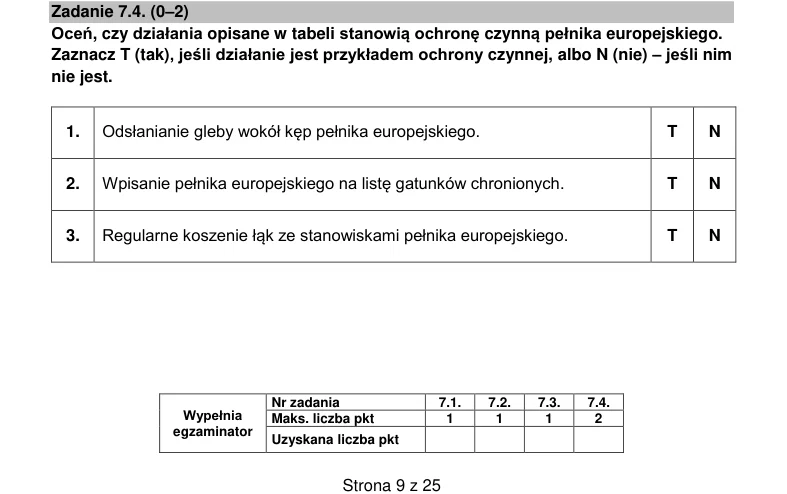 Zadanie 7.4. (0–2)
Oceń, czy działania opisane w tabeli stanowią ochronę czynną pełnika europejskiego.
Zaznacz T (tak), jeśli działanie jest przykładem ochrony czynnej, albo N (nie) – jeśli nim
nie jest.
1. Odsłanianie gleby wokół kęp pełnika europejskiego. T N
2. Wpisanie pełnika europejskiego na listę gatunków chronionych. T N
3. Regularne koszenie łąk ze stanowiskami pełnika europejskiego. T N
Wypełnia egzaminator
Nr zadania 7.1. 7.2. 7.3. 7.4.
Maks. liczba pkt 1 1 1 2
Uzyskana liczba pkt
Strona 9 z 25